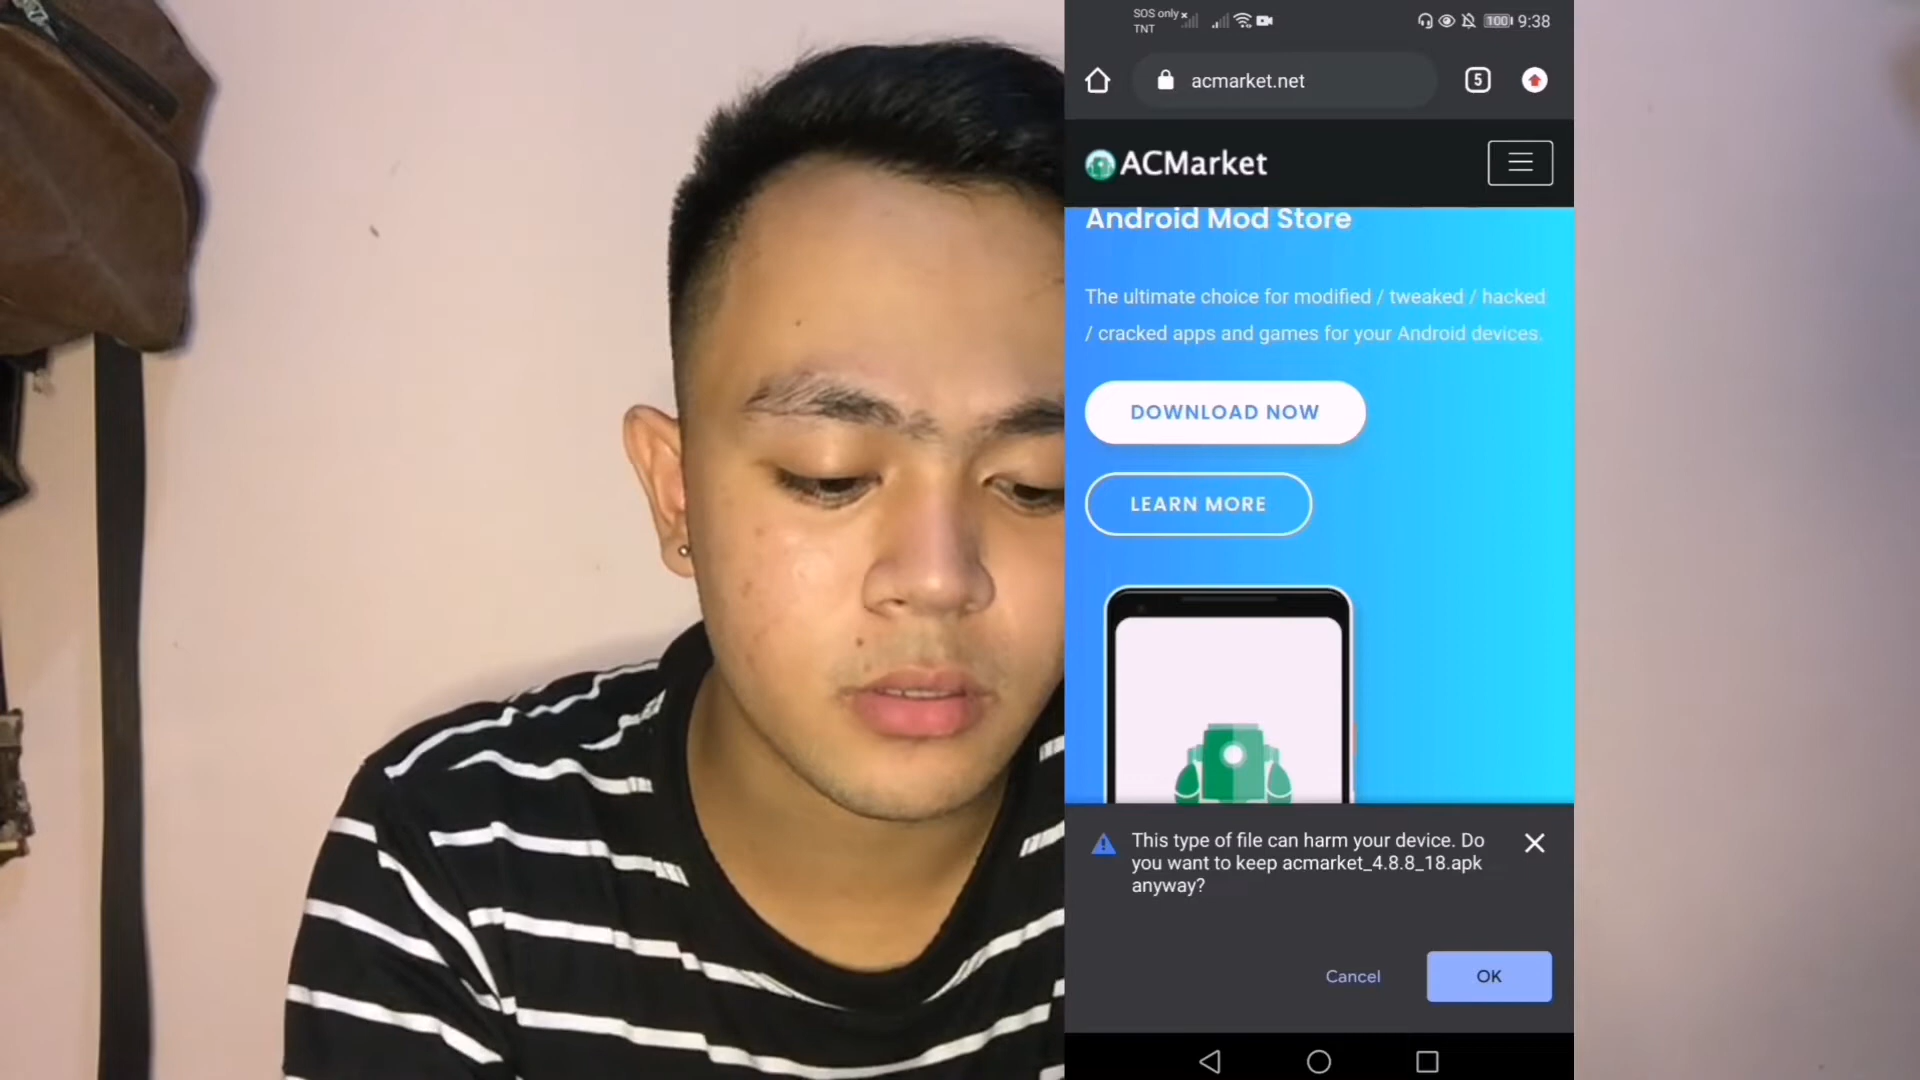 SOS only
TNT
100 9:38
acmarket.net
5
ACMarket
Android Mod Store
The ultimate choice for modified / tweaked / hacked
/ cracked apps and games for your Android devices.
DOWNLOAD NOW
LEARN MORE
This type of file can harm your device. Do
you want to keep acmarket_4.8.8_18.apk
anyway?
Cancel
OK